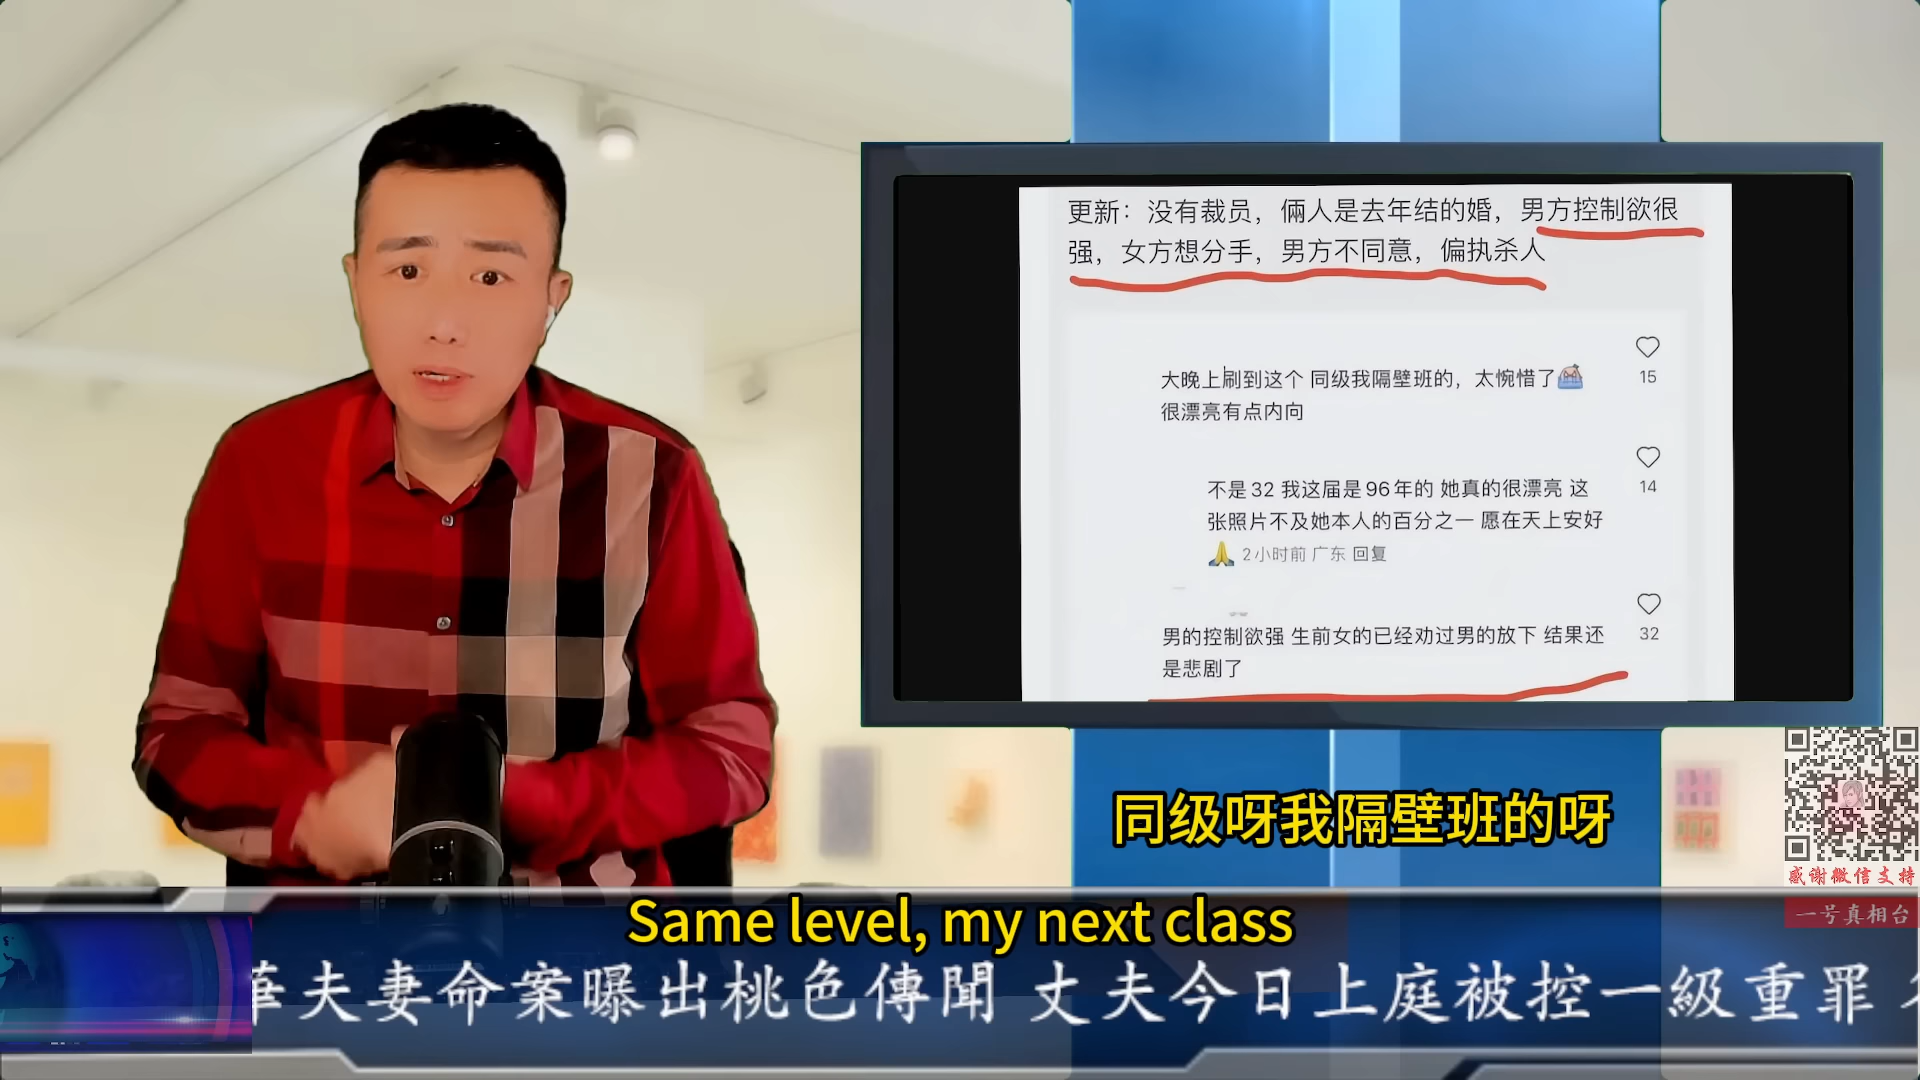 更新：没有裁员，俩人是去年结的婚，男方控制欲很
强，女方想分手，男方不同意，偏执杀人
大晚上刷到这个 同级我隔壁班的，太惋惜了
很漂亮有点内向
15
不是32 我这届是96年的 她真的很漂亮 这
张照片不及她本人的百分之一 愿在天上安好
2小时前 广东 回复
14
男的控制欲强 生前女的已经劝过男的放下 结果还
是悲剧了
32
同级呀我隔壁班的呀
感谢微信支持
一号真相台
Same level, my next class
華夫妻命案曝出桃色傳聞 丈夫今日上庭被控一級重罪